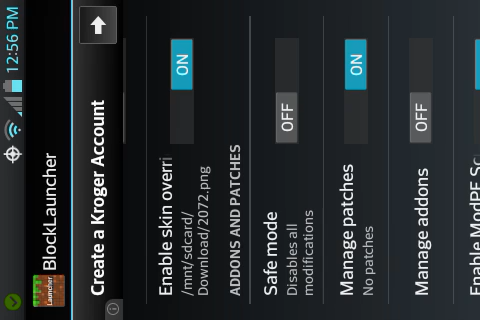 12:56 PM
BlockLauncher
Launcher
Create a Kroger Account
Enable skin overri
/mnt/sdcard/
Download/2072.png
ON
ADDONS AND PATCHES
Safe mode
Disables all
modifications
OFF
Manage patches
No patches
ON
Manage addons
OFF
Enable ModPE Sc